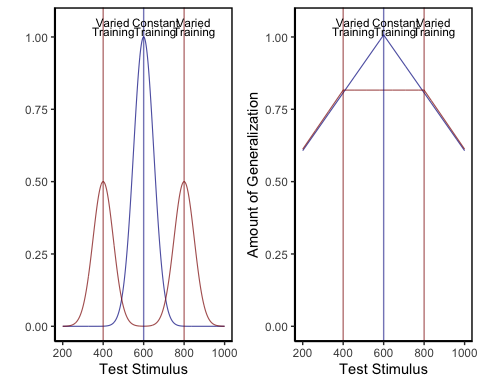 Varied Constant Varied
Training Training Training
1.00
0.75
0.50
0.25
0.00
200 400 600 800 1000
Test Stimulus
Amount of Generalization
Varied Constant Varied
Training Training Training
1.00
0.75
0.50
0.25
0.00
200 400 600 800 1000
Test Stimulus